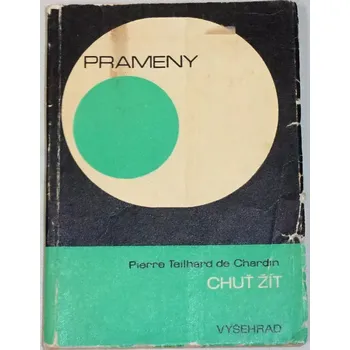 PRAMENY
Pierre Teilhard de Chardin
CHUŤ ŽÍT
VYŠEHRAD